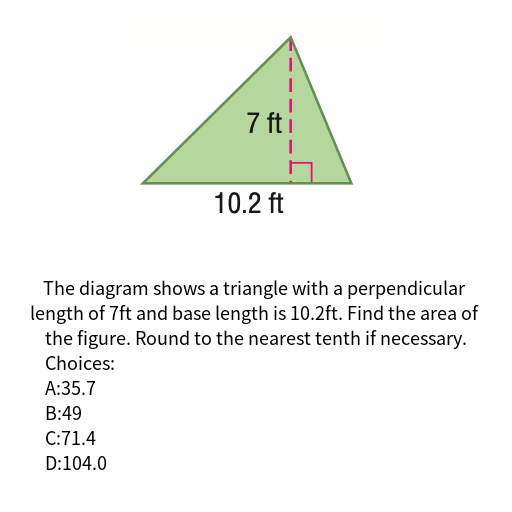 7 ft
10.2 ft
The diagram shows a triangle with a perpendicular
length of 7ft and base length is 10.2ft. Find the area of
the figure. Round to the nearest tenth if necessary.
Choices:
A:35.7
B:49
C:71.4
D:104.0